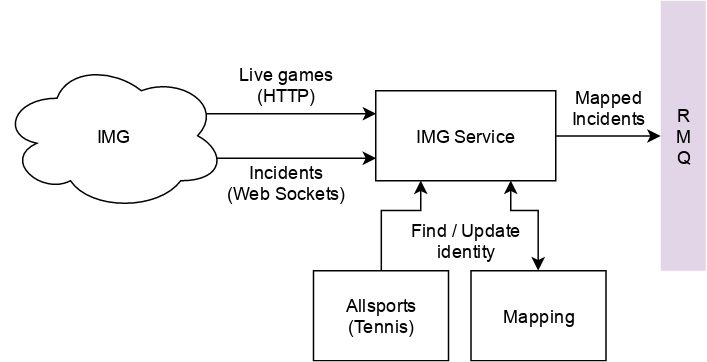 Live games
(HTTP)
IMG
Incidents
(Web Sockets)
IMG Service
Mapped
Incidents
R
M
Q
Find / Update
identity
Allsports
(Tennis)
Mapping